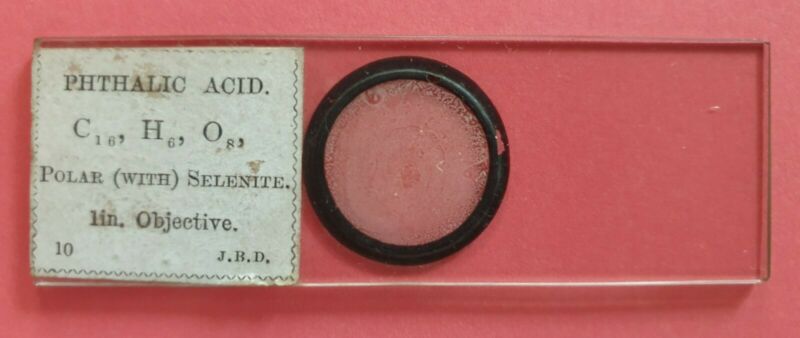 PHTHALIC ACID.
C₁₆, H₆, O₈,
POLAR (WITH) SELENITE.
1in. Objective.
10 J.B.D.